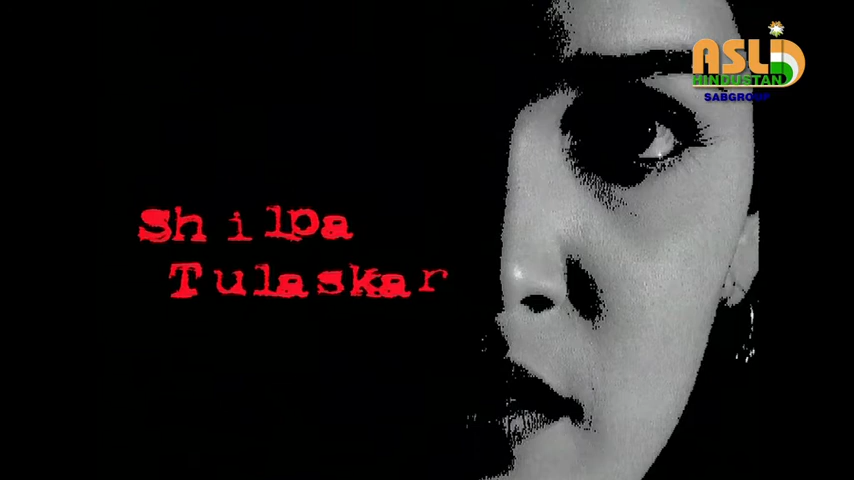 Shilpa
Tulaskar
ASLI
HINDUSTAN
SABGROUP